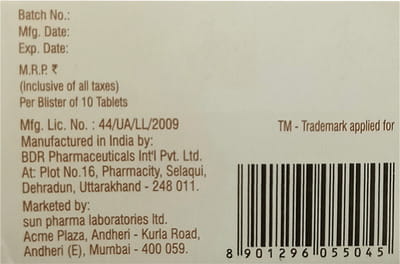 Batch No.:
Mfg. Date:
Exp. Date:
M.R.P. ₹
(inclusive of all taxes)
Per Blister of 10 Tablets
Mfg. Lic. No. : 44/UA/LL/2009
TM - Trademark applied for
Manufactured in India by:
BDR Pharmaceuticals Int'l Pvt. Ltd.
At: Plot No.16, Pharmacity, Selaqui,
Dehradun, Uttarakhand - 248 011.
Marketed by:
sun pharma laboratories ltd.
Acme Plaza, Andheri - Kurla Road,
Andheri (E), Mumbai - 400 059.
8 901296 055045